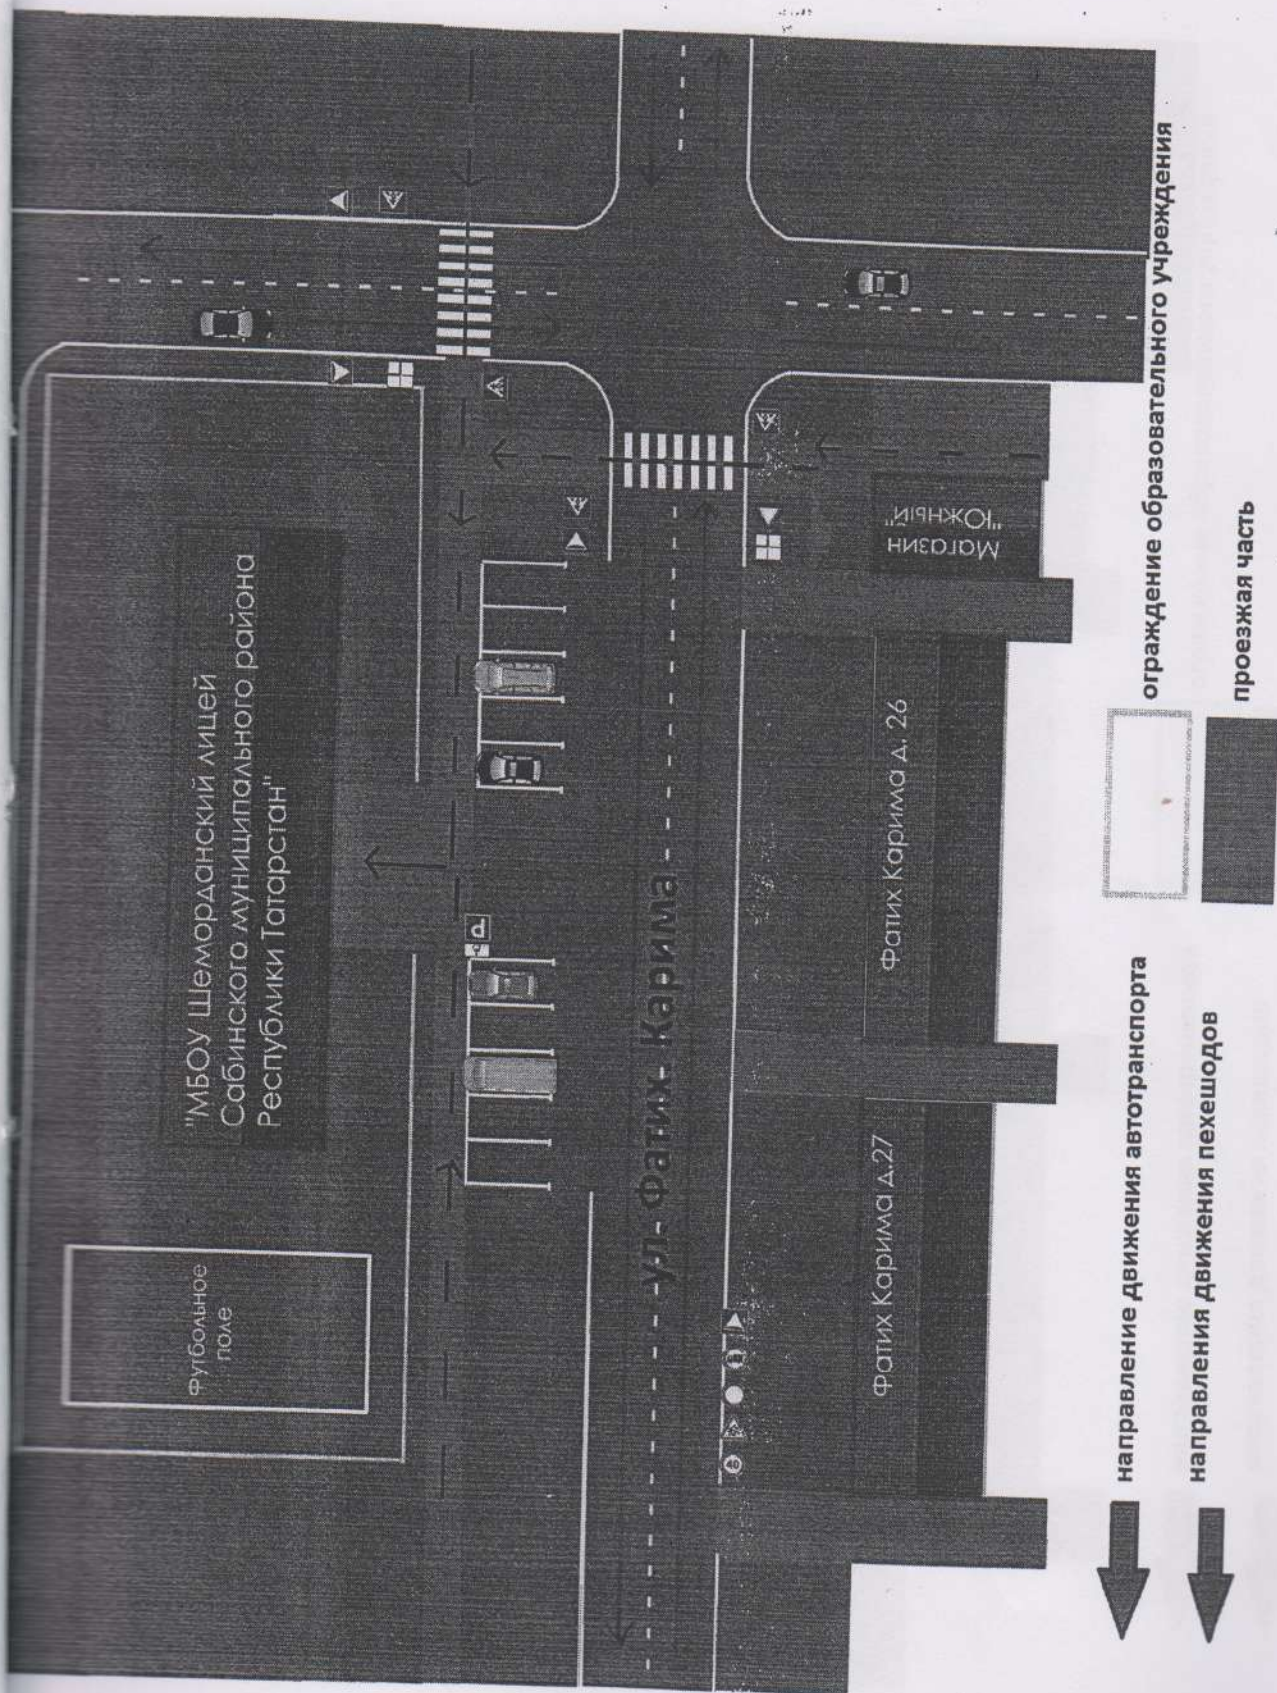 "МБОУ Шеморданский лицей
Сабинского муниципального района
Республики Татарстан"
Футбольное
поле
P
ул. Фатих Карима
Магазин
"Южный"
Фатих Карима д. 26
Фатих Карима д.27
направление движения автотранспорта
направления движения пехешодов
ограждение образовательного учреждения
проезжая часть